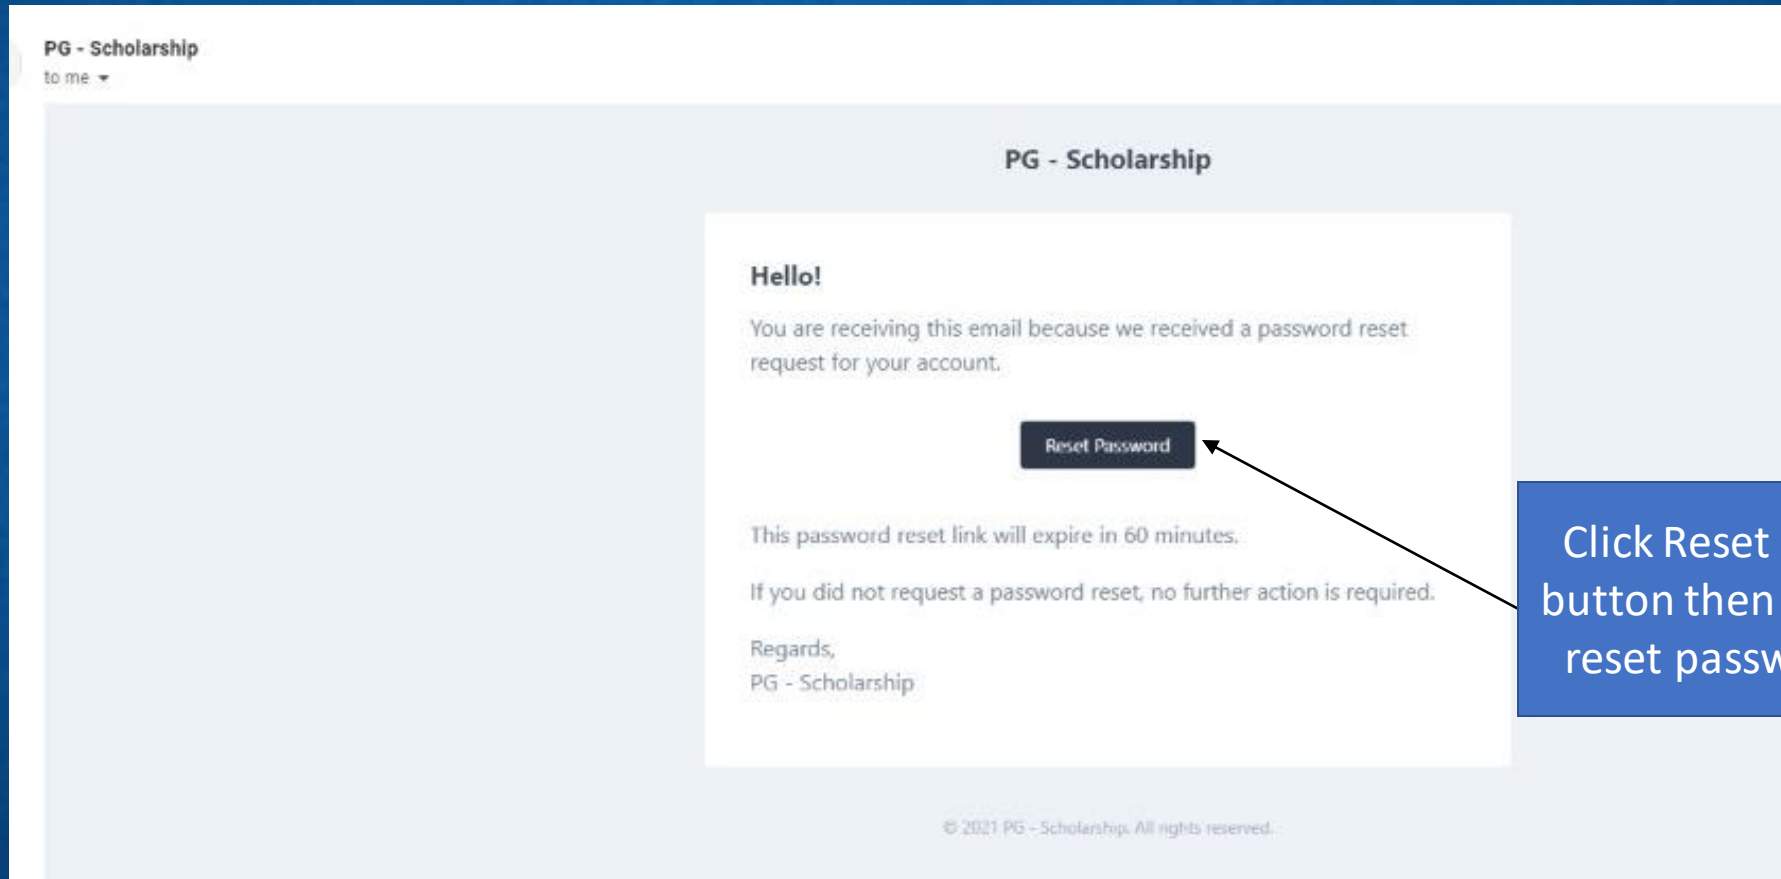 PG - Scholarship
to me
PG - Scholarship
Hello!
You are receiving this email because we received a password reset
request for your account.
Reset Password
This password reset link will expire in 60 minutes.
If you did not request a password reset, no further action is required.
Regards,
PG - Scholarship
Click Reset
button then
reset
© 2021 PG - Scholarship. All rights reserved.